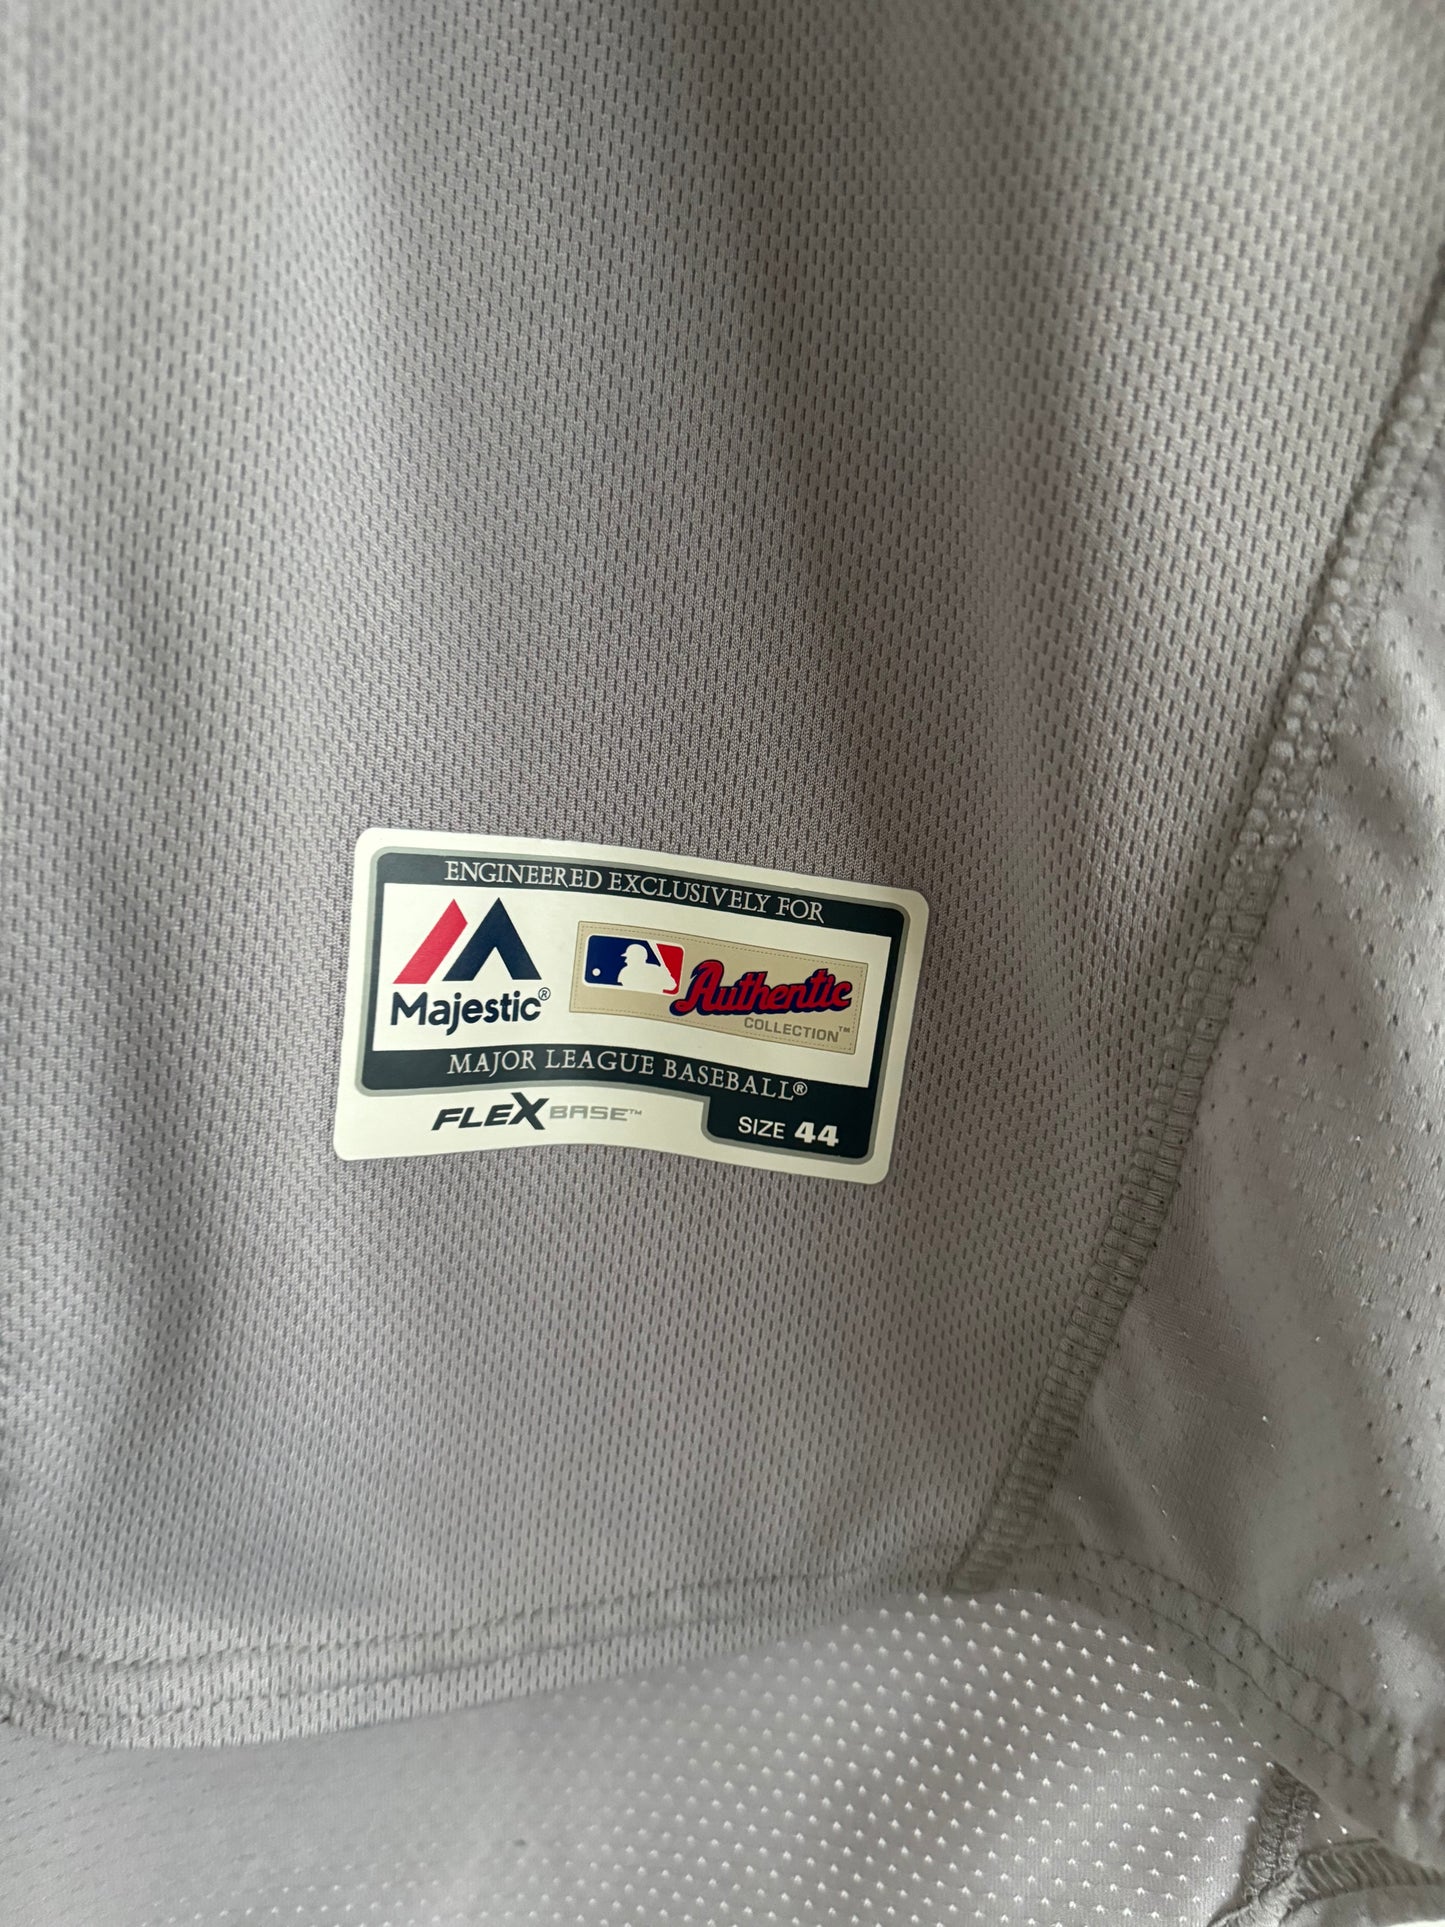 ENGINEERED EXCLUSIVELY FOR
Majestic®
Authentic
COLLECTION™
MAJOR LEAGUE BASEBALL®
FLEXBASE™
SIZE 44